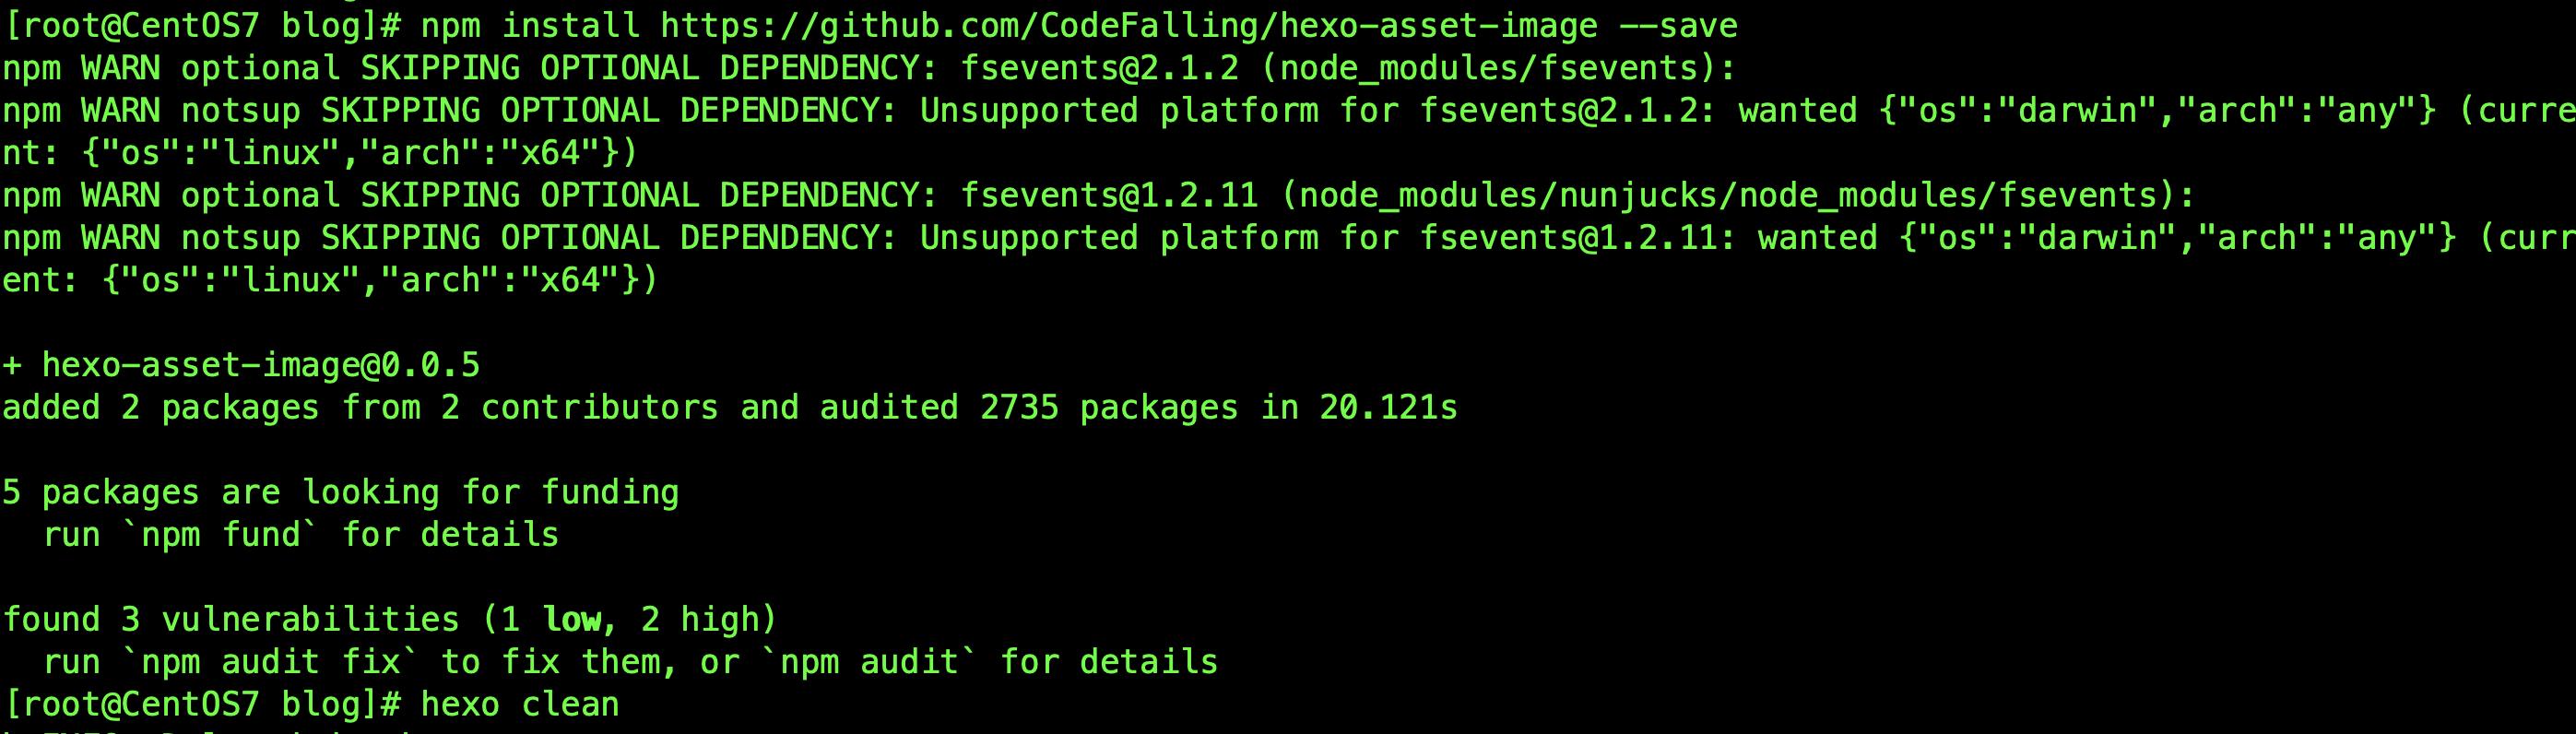 [root@CentOS7 blog]# npm install https://github.com/CodeFalling/hexo-asset-image --save
npm WARN optional SKIPPING OPTIONAL DEPENDENCY: fsevents@2.1.2 (node_modules/fsevents):
npm WARN notsup SKIPPING OPTIONAL DEPENDENCY: Unsupported platform for fsevents@2.1.2: wanted {"os":"darwin","arch":"any"} (curre
nt: {"os":"linux","arch":"x64"})
npm WARN optional SKIPPING OPTIONAL DEPENDENCY: fsevents@1.2.11 (node_modules/nunjucks/node_modules/fsevents):
npm WARN notsup SKIPPING OPTIONAL DEPENDENCY: Unsupported platform for fsevents@1.2.11: wanted {"os":"darwin","arch":"any"} (curr
ent: {"os":"linux","arch":"x64"})
+ hexo-asset-image@0.0.5
added 2 packages from 2 contributors and audited 2735 packages in 20.121s
5 packages are looking for funding
  run `npm fund` for details
found 3 vulnerabilities (1 low, 2 high)
  run `npm audit fix` to fix them, or `npm audit` for details
[root@CentOS7 blog]# hexo clean